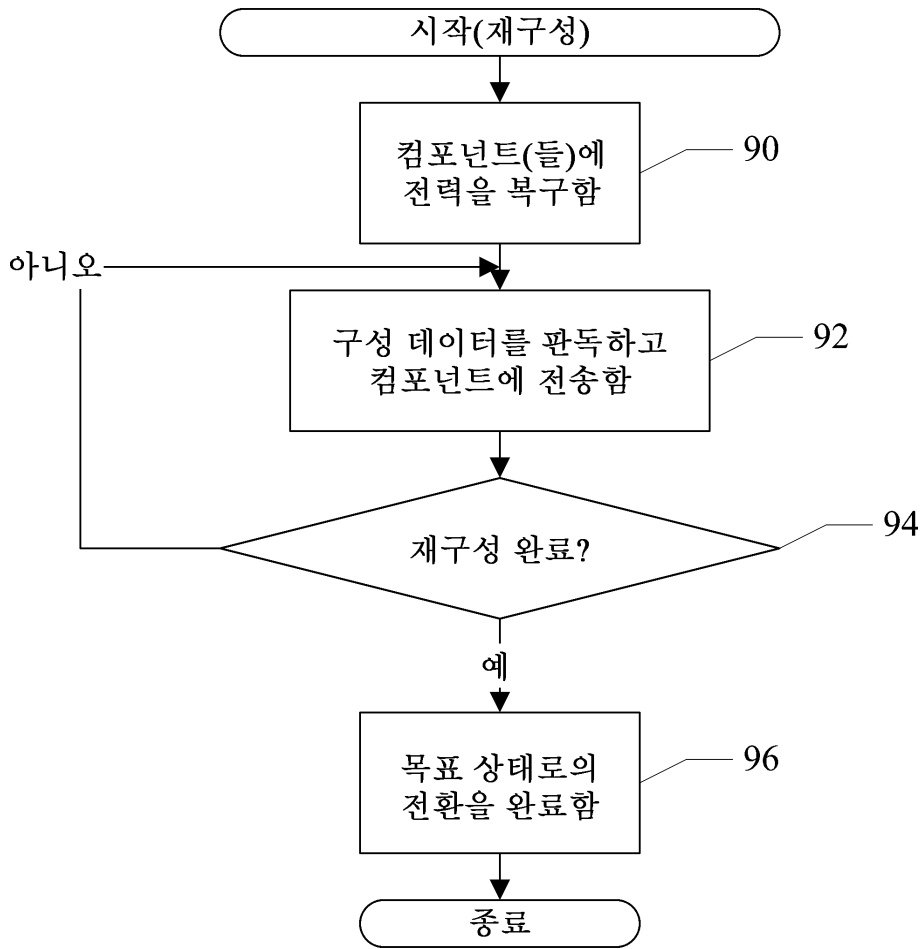 시작(재구성)
컴포넌트(들)에
전력을 복구함
90
아니오
구성 데이터를 판독하고
컴포넌트에 전송함
92
재구성 완료?
94
예
목표 상태로의
전환을 완료함
96
종료